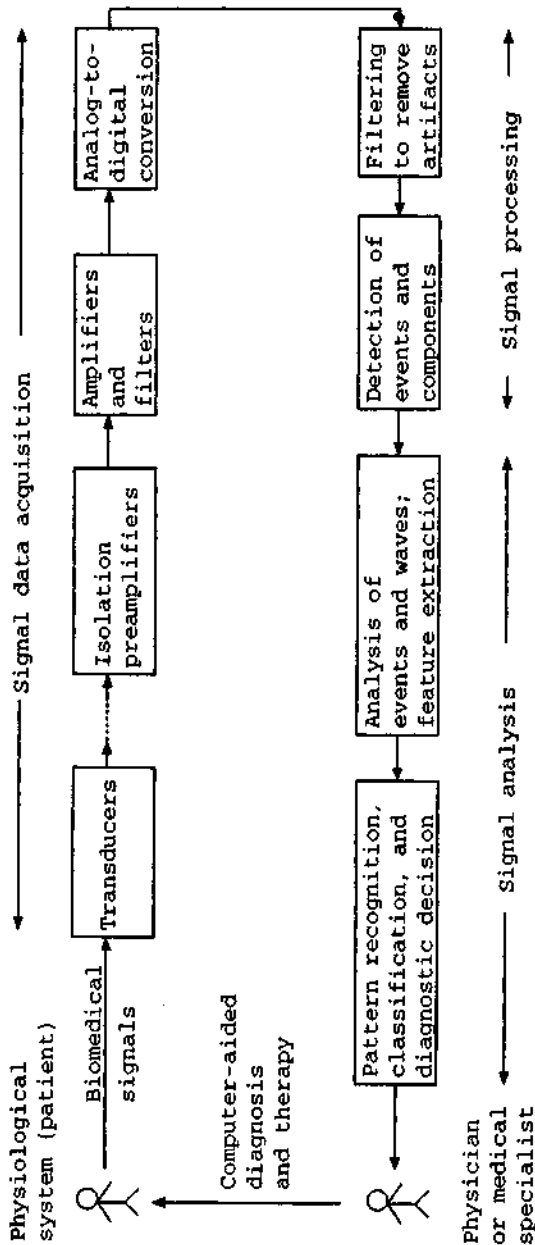 Physiological
system (patient)
Biomedical
signals
Signal data acquisition
Transducers
Isolation
preamplifiers
Amplifiers
and
filters
Analog-to-
digital
conversion
Filtering
to remove
artifacts
Detection of
events and
components
Signal processing
Analysis of
events and waves;
feature extraction
Pattern recognition,
classification, and
diagnostic decision
Signal analysis
Computer-aided
diagnosis
and therapy
Physician
or medical
specialist